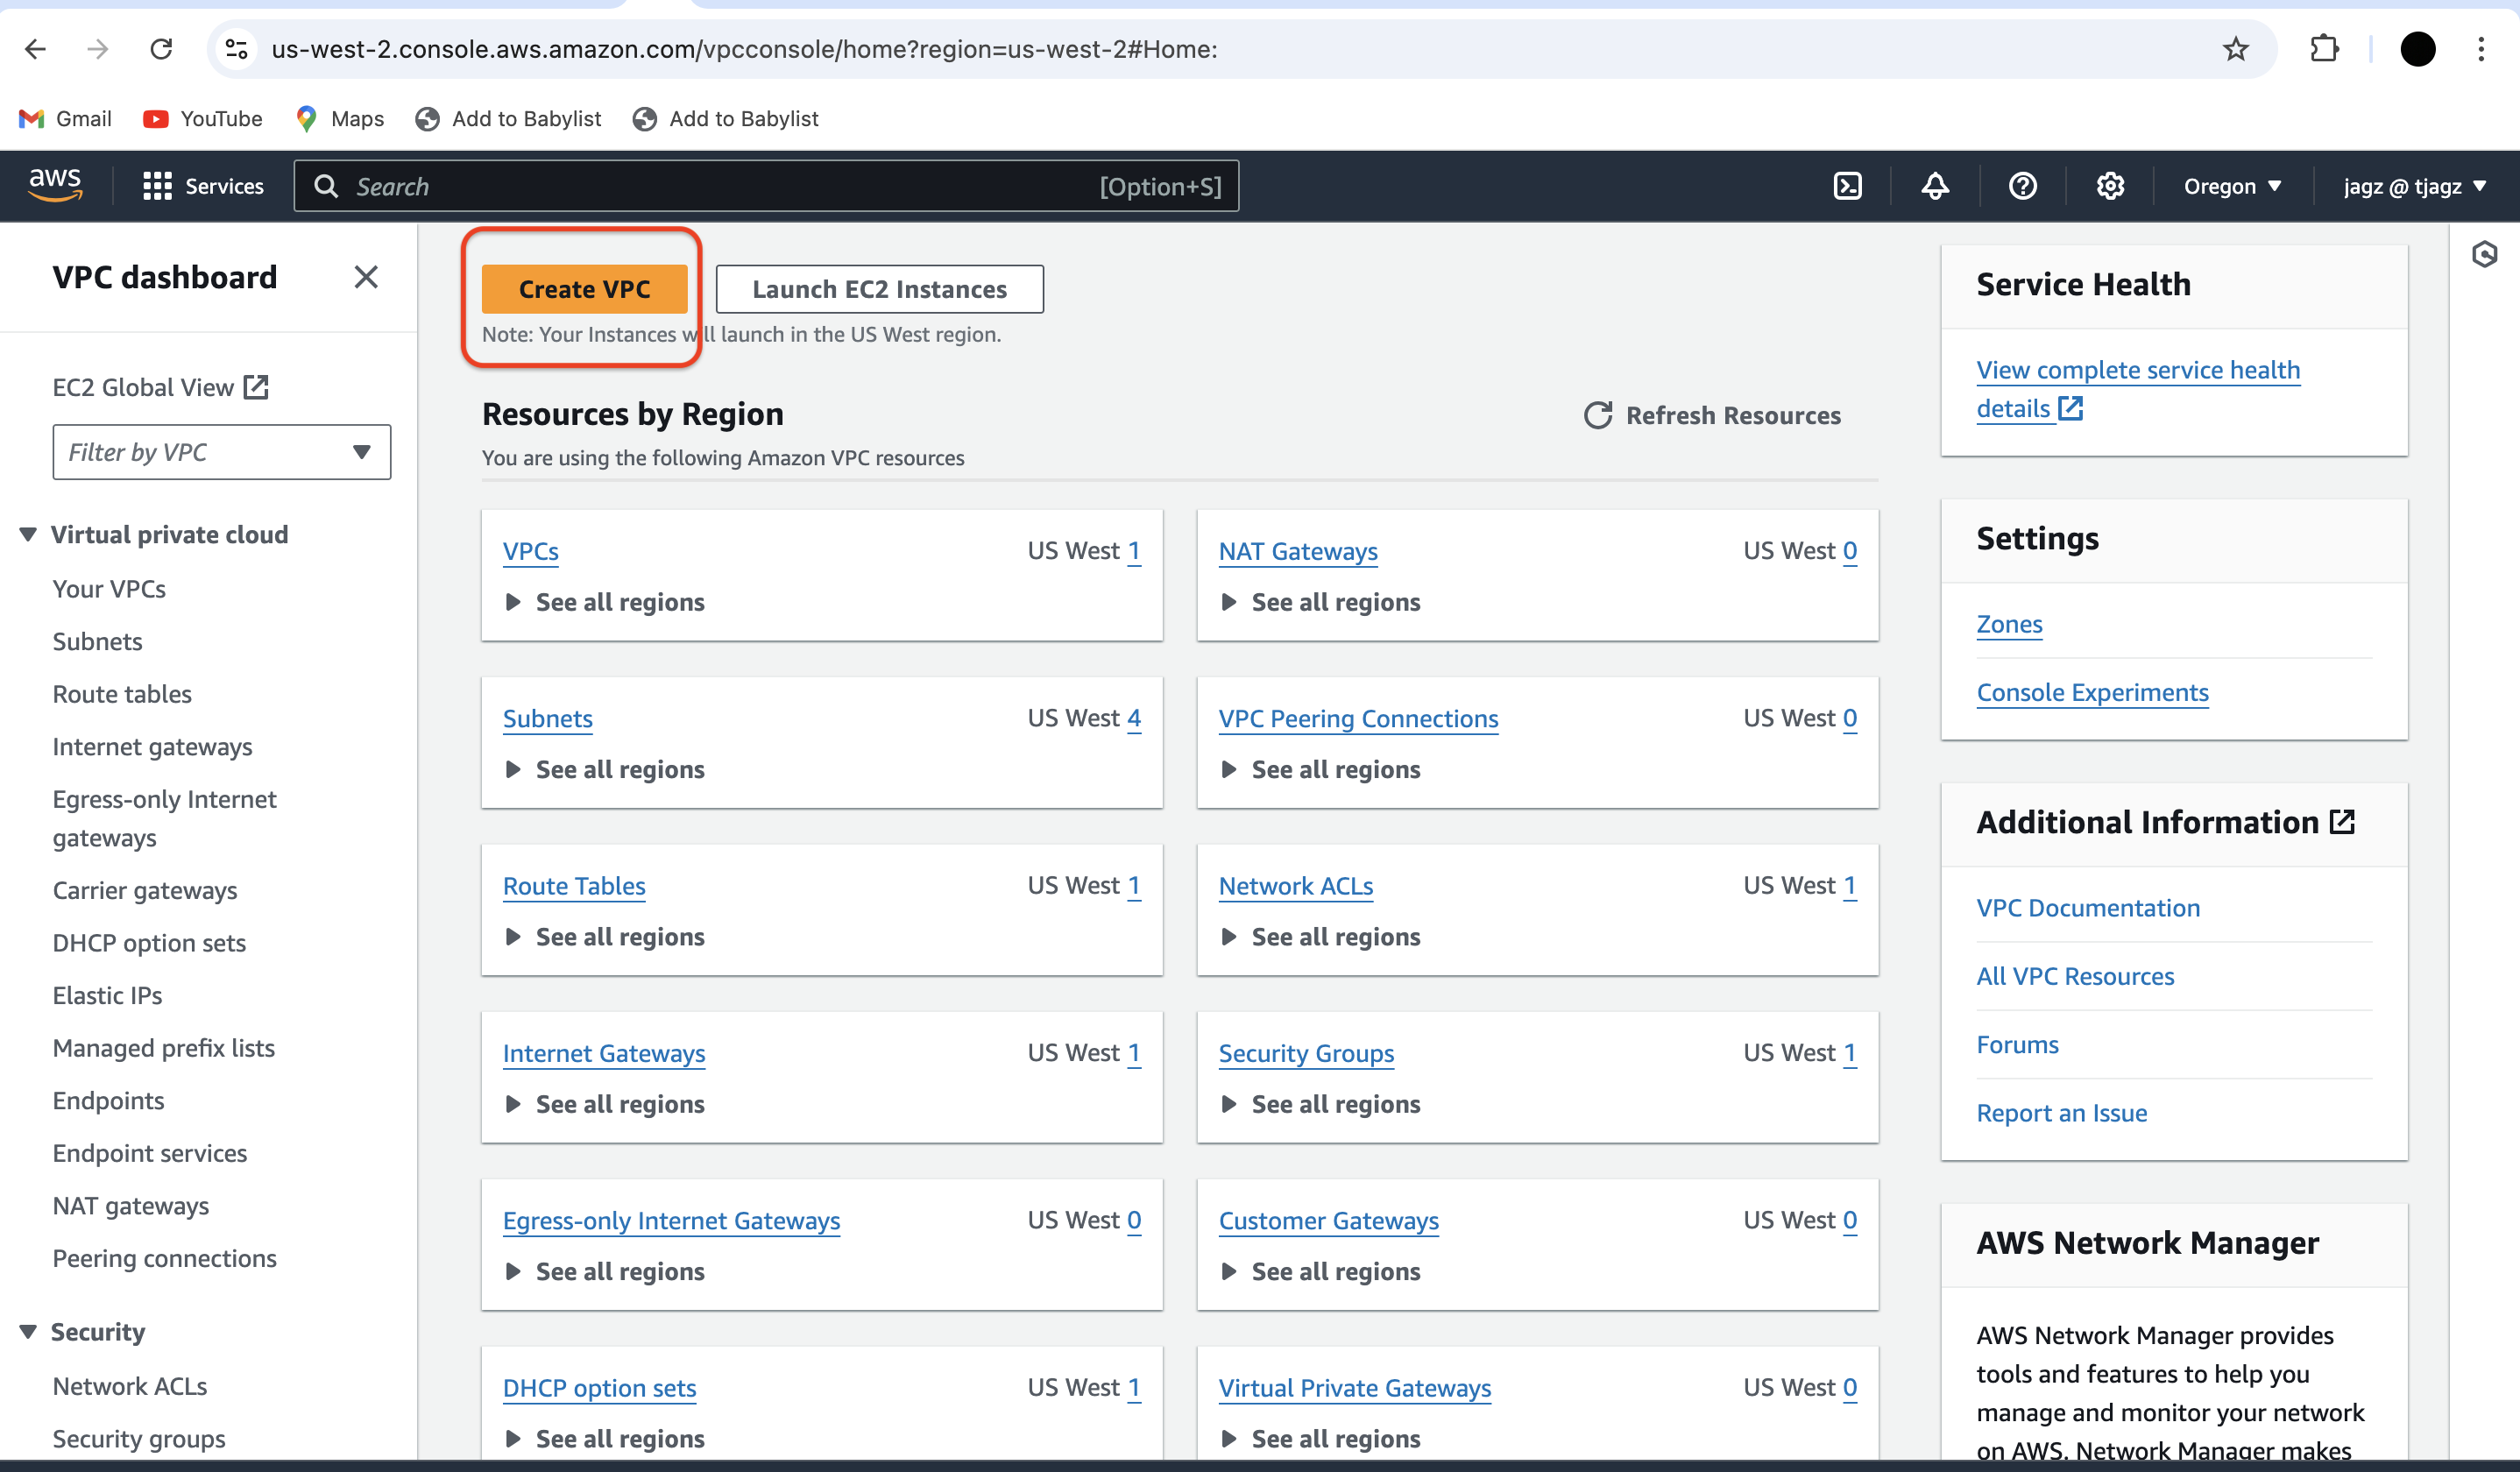 us-west-2.console.aws.amazon.com/vpcconsole/home?region=us-west-2#Home:
Gmail
YouTube
Maps
Add to Babylist
Add to Babylist
aws
Services
Search
[Option+S]
Oregon
jagz @ tjagz
VPC dashboard
EC2 Global View
Filter by VPC
Virtual private cloud
Your VPCs
Subnets
Route tables
Internet gateways
Egress-only Internet
gateways
Carrier gateways
DHCP option sets
Elastic IPs
Managed prefix lists
Endpoints
Endpoint services
NAT gateways
Peering connections
Security
Network ACLs
Security groups
Create VPC
Launch EC2 Instances
Note: Your Instances will launch in the US West region.
Resources by Region
Refresh Resources
You are using the following Amazon VPC resources
VPCs
US West 1
See all regions
NAT Gateways
US West 0
See all regions
Subnets
US West 4
See all regions
VPC Peering Connections
US West 0
See all regions
Route Tables
US West 1
See all regions
Network ACLs
US West 1
See all regions
Internet Gateways
US West 1
See all regions
Security Groups
US West 1
See all regions
Egress-only Internet Gateways
US West 0
See all regions
Customer Gateways
US West 0
See all regions
DHCP option sets
US West 1
See all regions
Virtual Private Gateways
US West 0
See all regions
Service Health
View complete service health
details
Settings
Zones
Console Experiments
Additional Information
VPC Documentation
All VPC Resources
Forums
Report an Issue
AWS Network Manager
AWS Network Manager provides
tools and features to help you
manage and monitor your network
on AWS. Network Manager makes